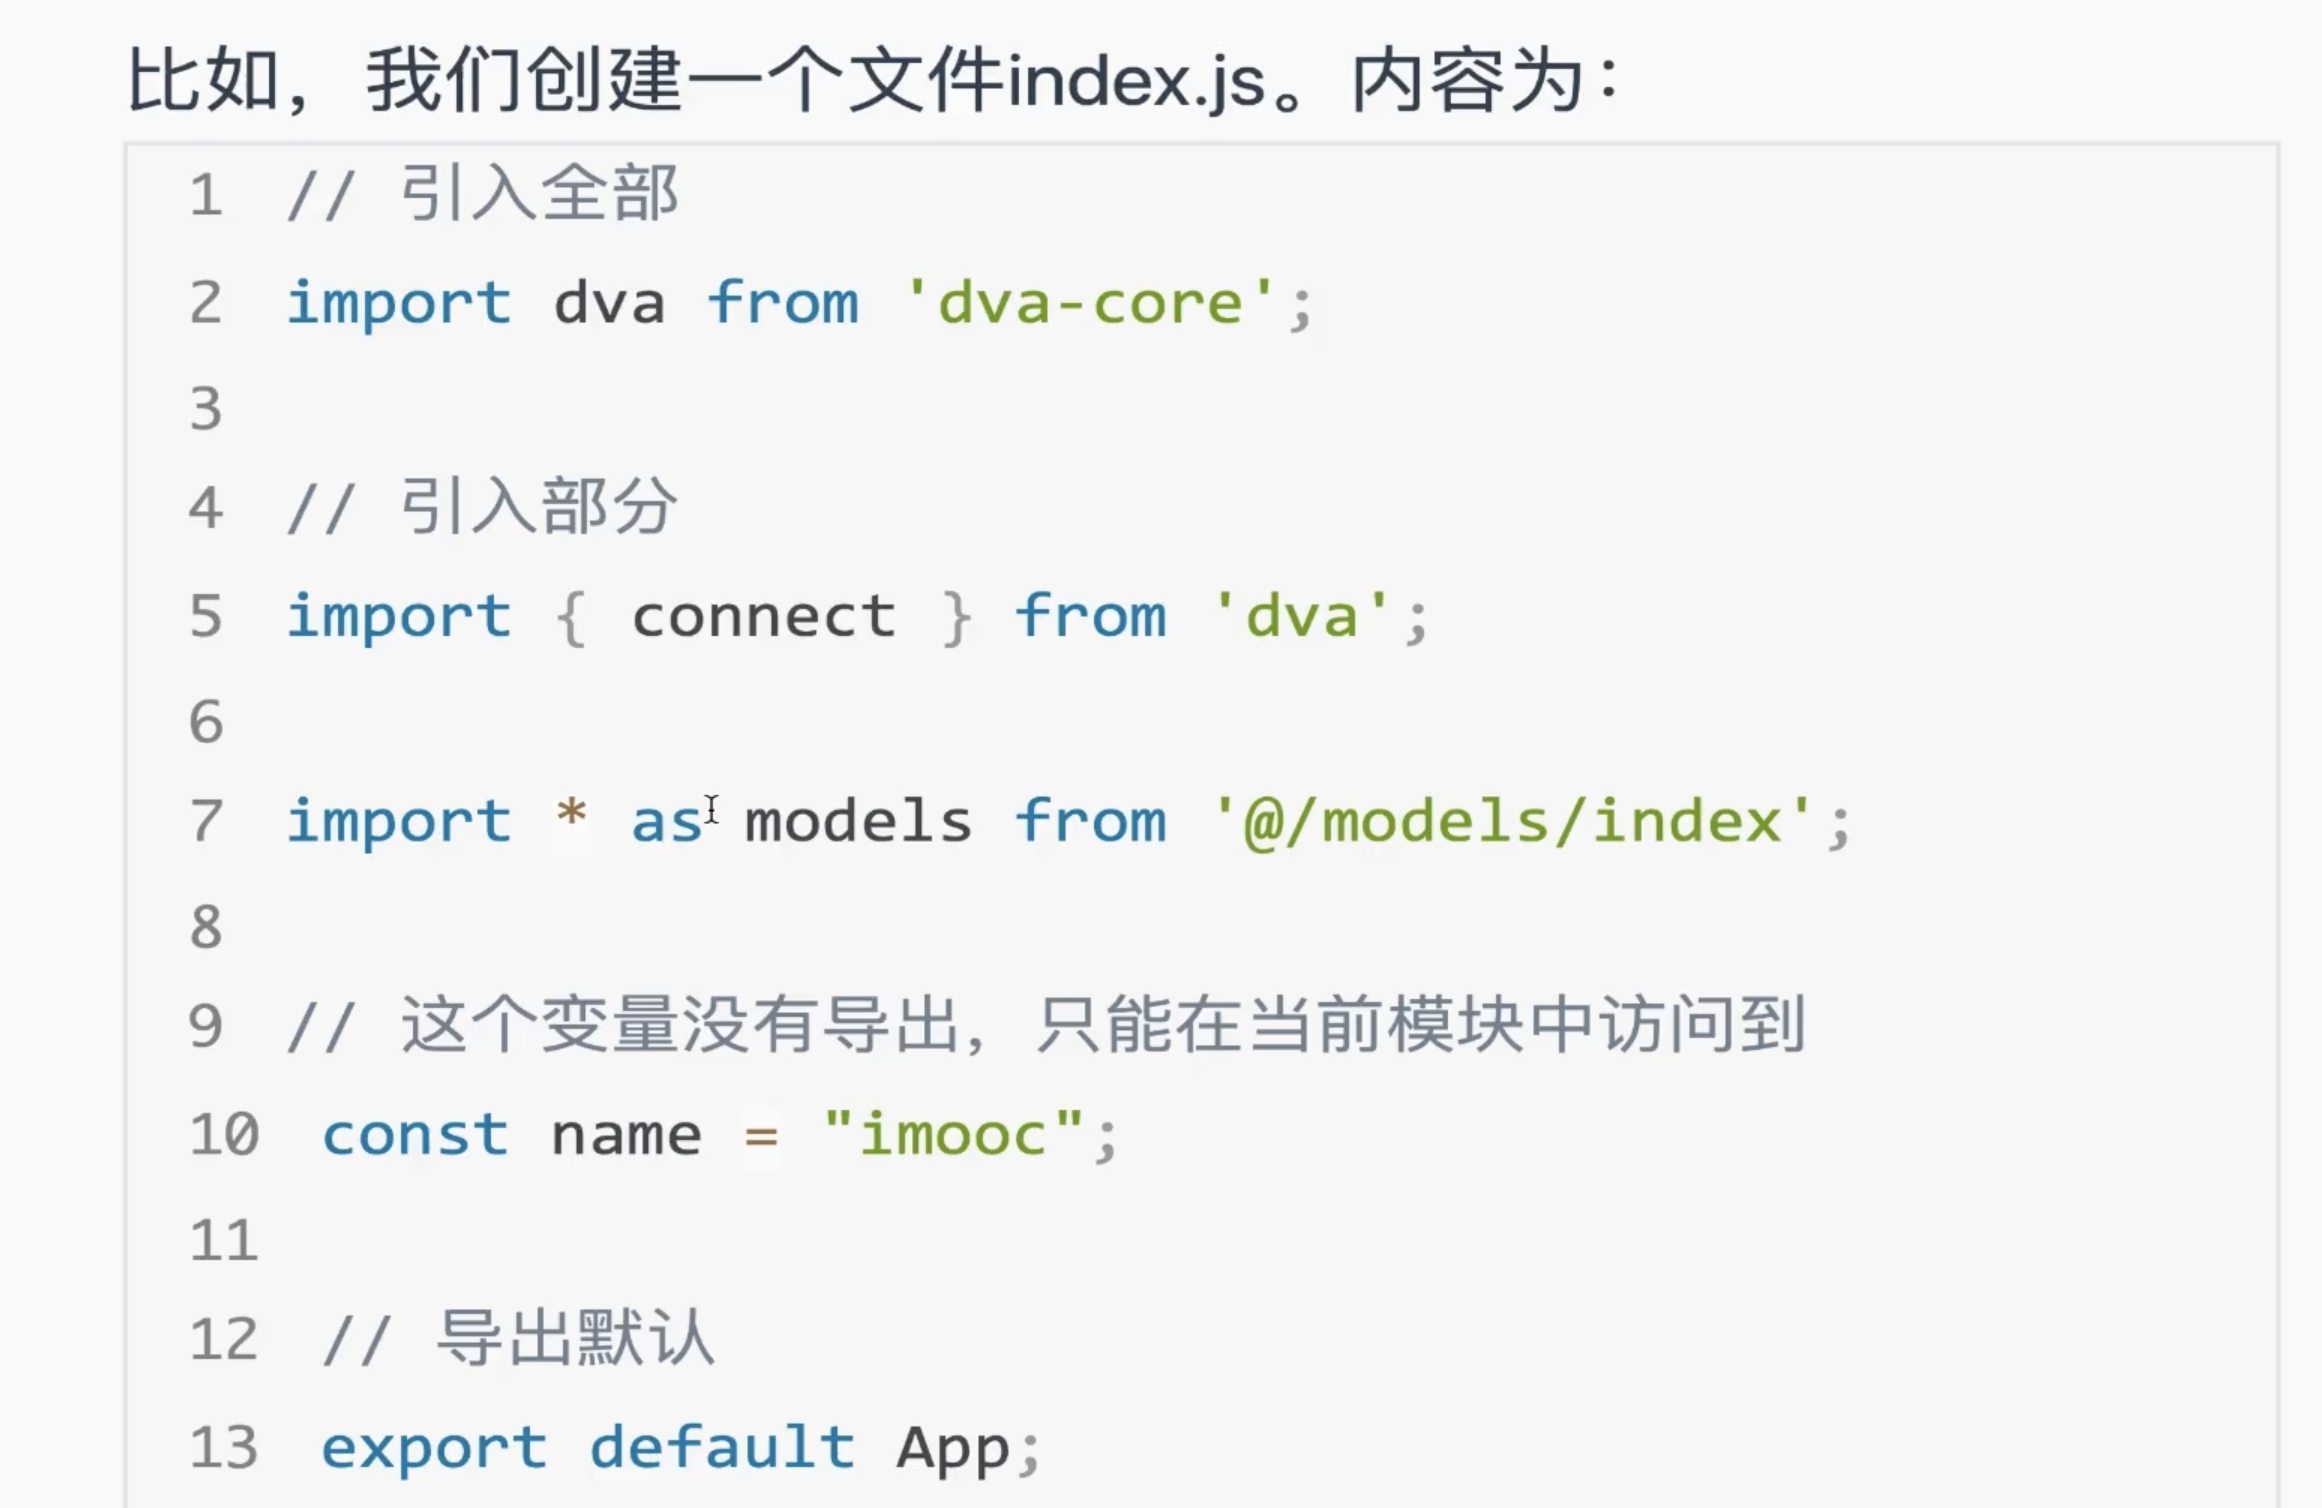 比如，我们创建一个文件index.js。内容为：
1 // 引入全部
2 import dva from 'dva-core';
3
4 // 引入部分
5 import { connect } from 'dva';
6
7 import * as models from '@/models/index';
8
9 // 这个变量没有导出，只能在当前模块中访问到
10 const name = "imooc";
11
12 // 导出默认
13 export default App;